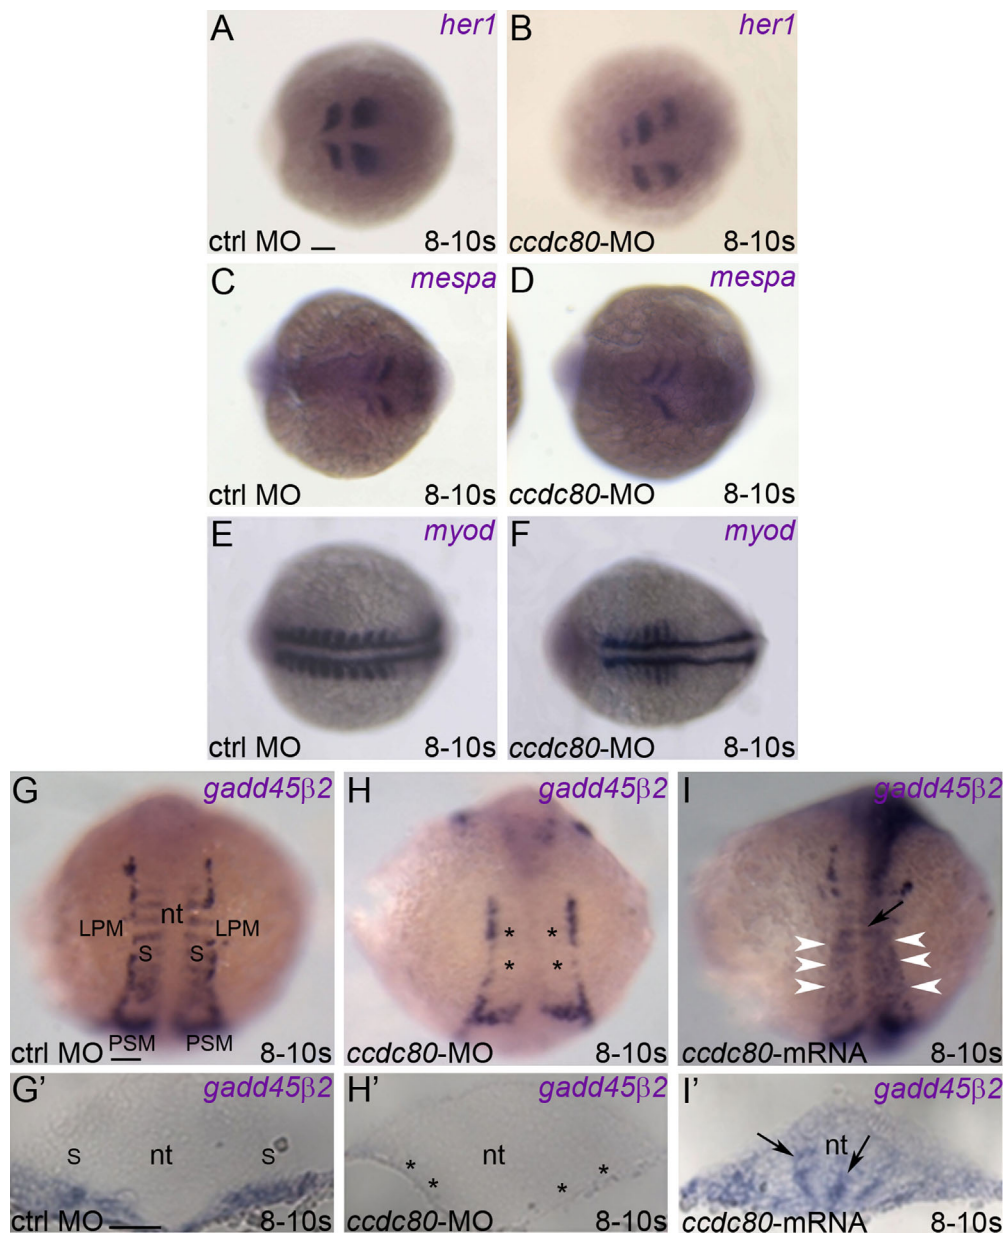 A her1
ctrl MO 8-10s
B her1
ccdc80-MO 8-10s
C mespa
ctrl MO 8-10s
D mespa
ccdc80-MO 8-10s
E myod
ctrl MO 8-10s
F myod
ccdc80-MO 8-10s
G gadd45β2
nt
LPM LPM
S S
PSM PSM
ctrl MO 8-10s
H gadd45β2
* *
* *
ccdc80-MO 8-10s
I gadd45β2
ccdc80-mRNA 8-10s
G' gadd45β2
S nt S
ctrl MO 8-10s
H' gadd45β2
nt
* * * *
ccdc80-MO 8-10s
I' gadd45β2
nt
ccdc80-mRNA 8-10s